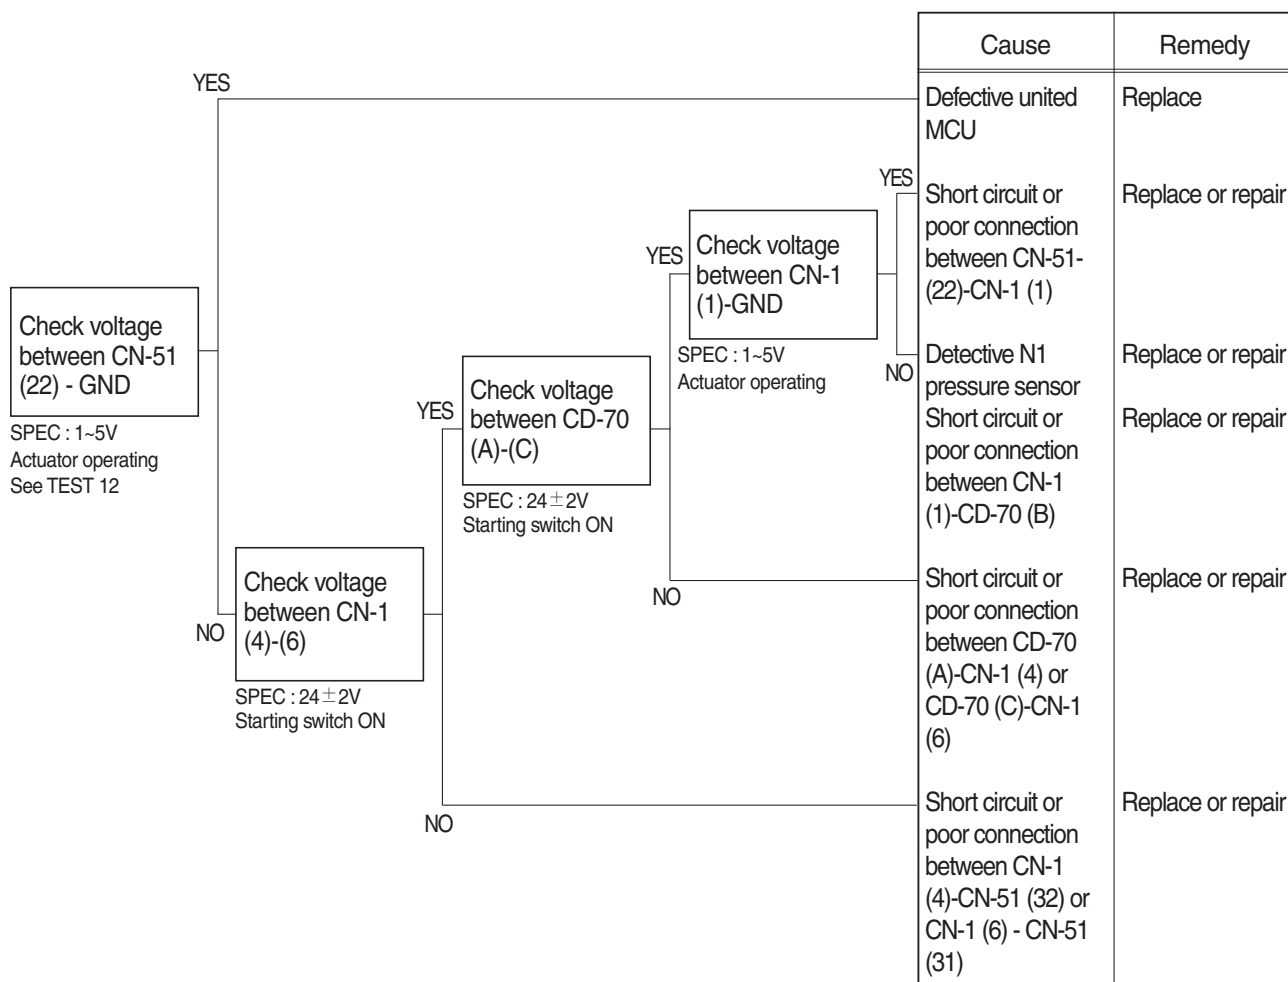 Cause
Remedy
YES
Defective united
MCU
Replace
YES
Short circuit or
poor connection
between CN-51-
(22)-CN-1 (1)
Replace or repair
YES
Check voltage
between CN-1
(1)-GND
SPEC : 1~5V
Actuator operating
NO
Detective N1
pressure sensor
Replace or repair
Short circuit or
poor connection
between CN-1
(1)-CD-70 (B)
Replace or repair
Check voltage
between CN-51
(22) - GND
SPEC : 1~5V
Actuator operating
See TEST 12
YES
Check voltage
between CD-70
(A)-(C)
SPEC : 24±2V
Starting switch ON
NO
Short circuit or
poor connection
between CD-70
(A)-CN-1 (4) or
CD-70 (C)-CN-1
(6)
Replace or repair
NO
Check voltage
between CN-1
(4)-(6)
SPEC : 24±2V
Starting switch ON
NO
Short circuit or
poor connection
between CN-1
(4)-CN-51 (32) or
CN-1 (6) - CN-51
(31)
Replace or repair